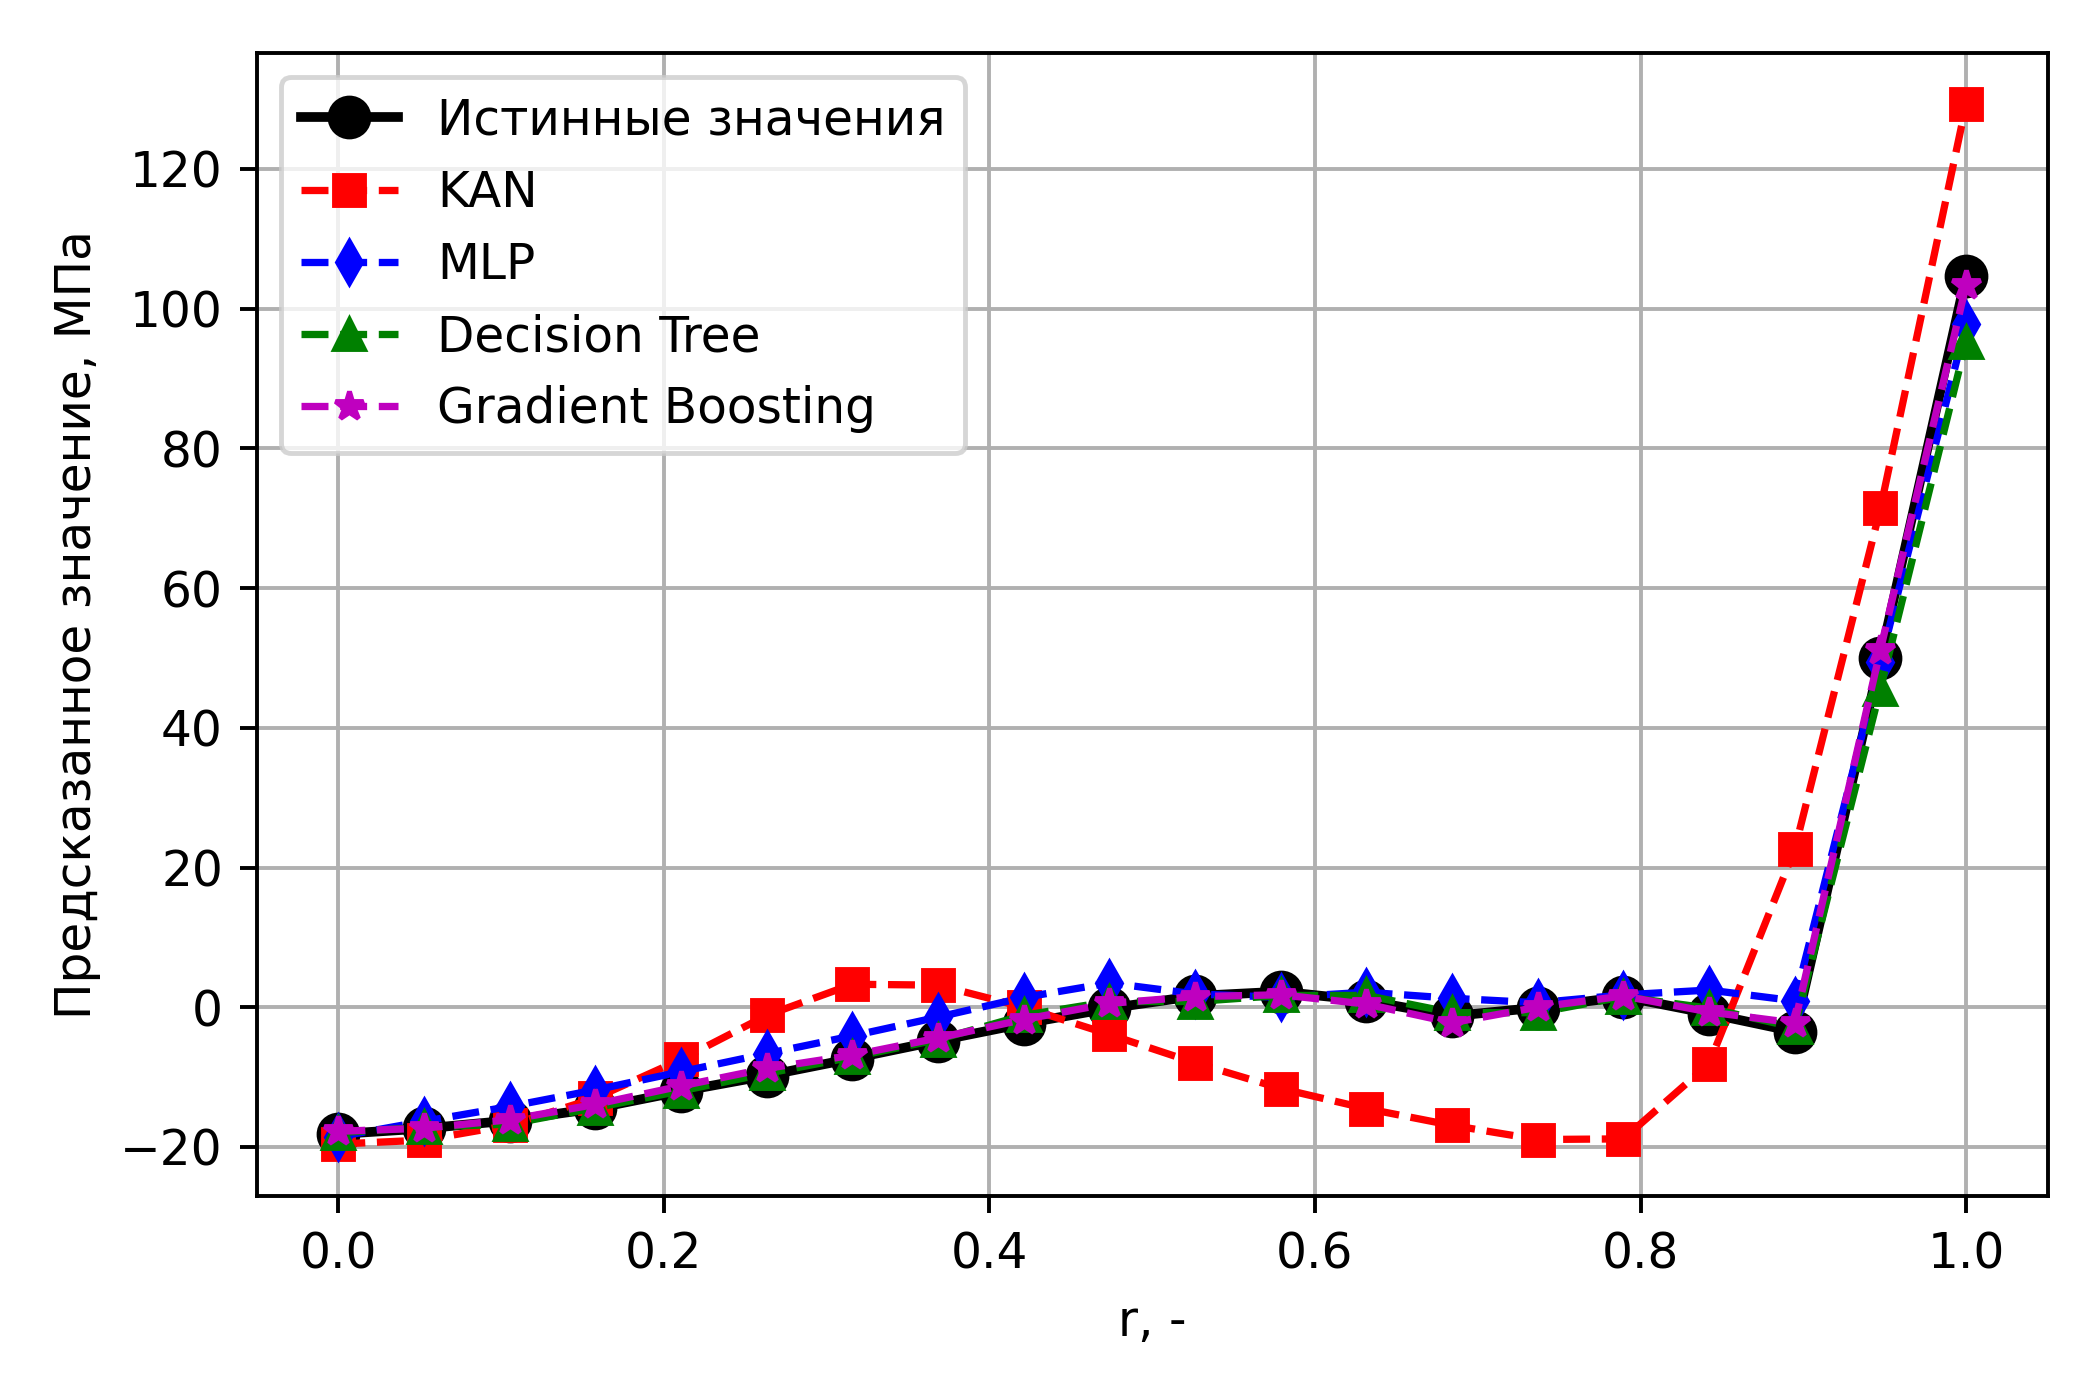 Истинные значения
KAN
MLP
Decision Tree
Gradient Boosting
Предсказанное значение, МПа
120
100
80
60
40
20
0
−20
0.0 0.2 0.4 0.6 0.8 1.0
r, -